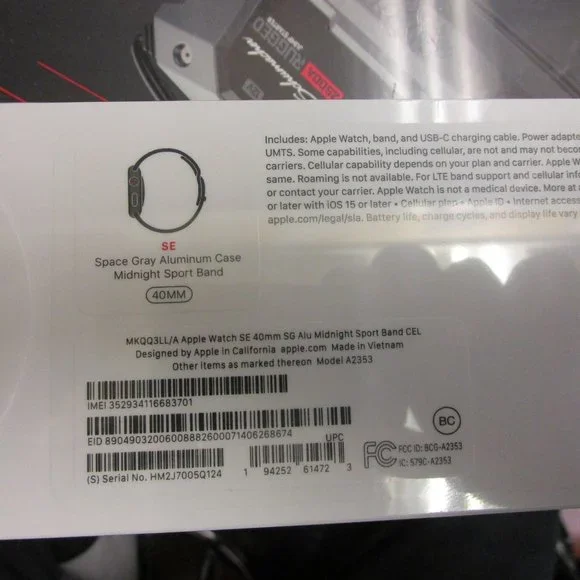 Schumacher
RUGGED
2500A
12V
Includes: Apple Watch, band, and USB-C charging cable. Power adapte
UMTS. Some capabilities, including cellular, are not and may not becor
carriers. Cellular capability depends on your plan and carrier. Apple W
same. Roaming is not available. For LTE band support and cellular info
or contact your carrier. Apple Watch is not a medical device. More at a
or later with iOS 15 or later • Cellular plan • Apple ID • Internet access
apple.com/legal/sla. Battery life, charge cycles, and display life vary
SE
Space Gray Aluminum Case
Midnight Sport Band
40MM
MKQQ3LL/A Apple Watch SE 40mm SG Alu Midnight Sport Band CEL
Designed by Apple in California apple.com Made in Vietnam
Other items as marked thereon Model A2353
IMEI 352934116683701
EID 89049032006008882600071406268674
UPC
(S) Serial No. HM2J7005Q124
1 94252 61472 3
BC
FC FCC ID: BCG-A2353
IC: 579C-A2353